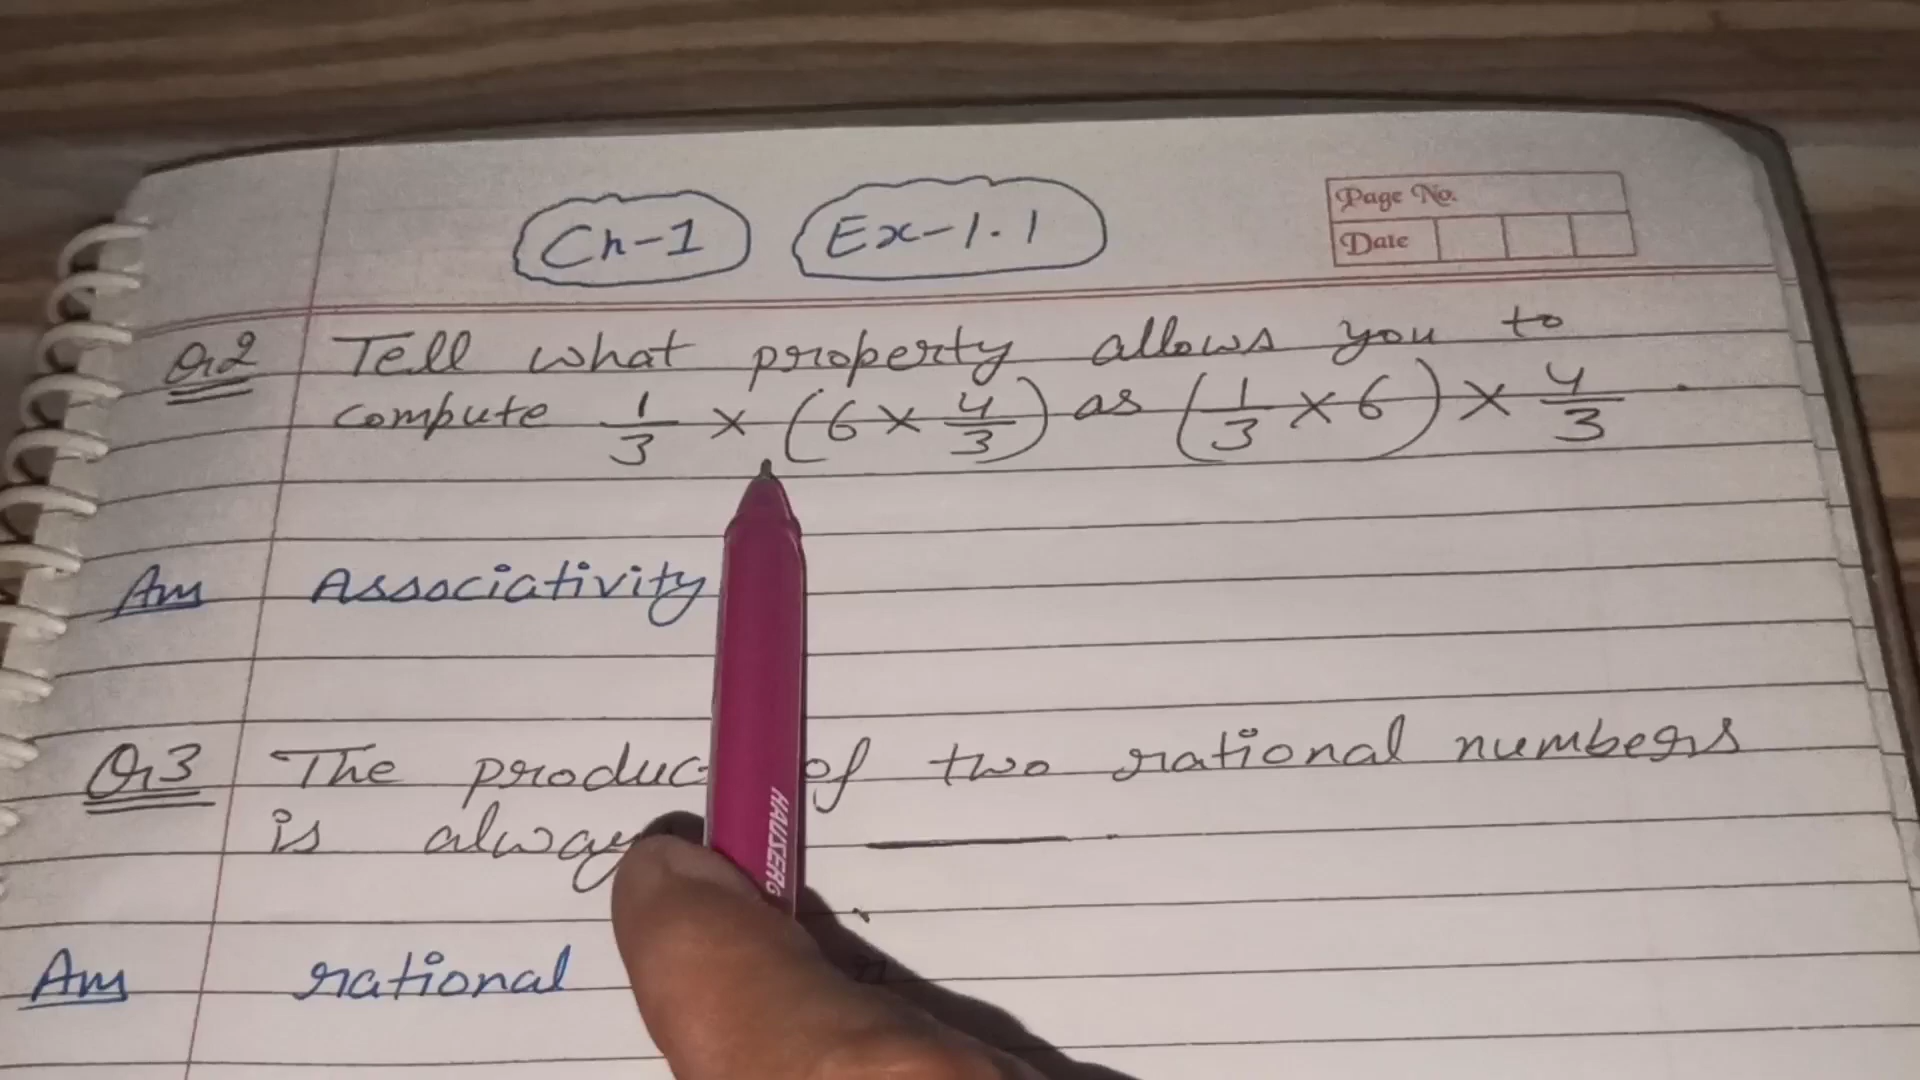 Ch-1 Ex-1.1
Page No.
Date
Q2 Tell what property allows you to
compute 1/3 × (6 × 4/3) as (1/3 × 6) × 4/3.
Ans Associativity
Q3 The product of two rational numbers
is always ______.
Ans rational
HAUSER